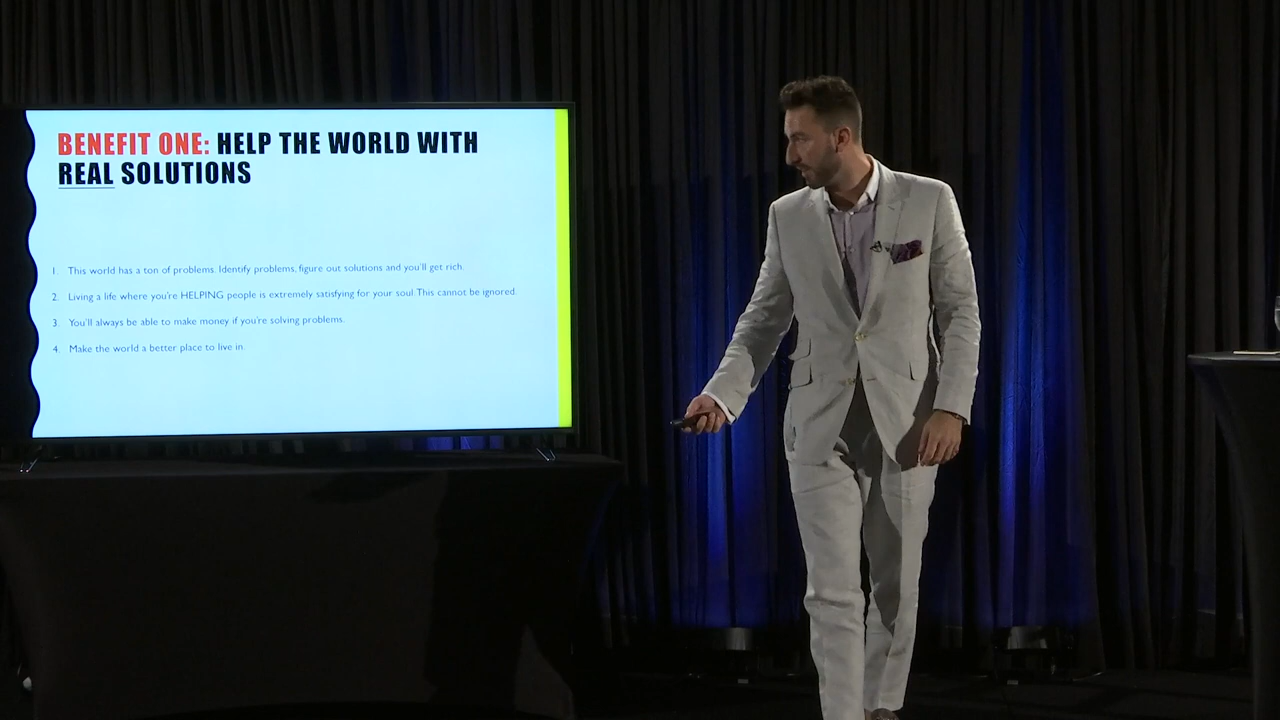 BENEFIT ONE: HELP THE WORLD WITH
REAL SOLUTIONS
1. This world has a ton of problems. Identify problems, figure out solutions and you'll get rich.
2. Living a life where you're HELPING people is extremely satisfying for your soul. This cannot be ignored.
3. You'll always be able to make money if you're solving problems.
4. Make the world a better place to live in.